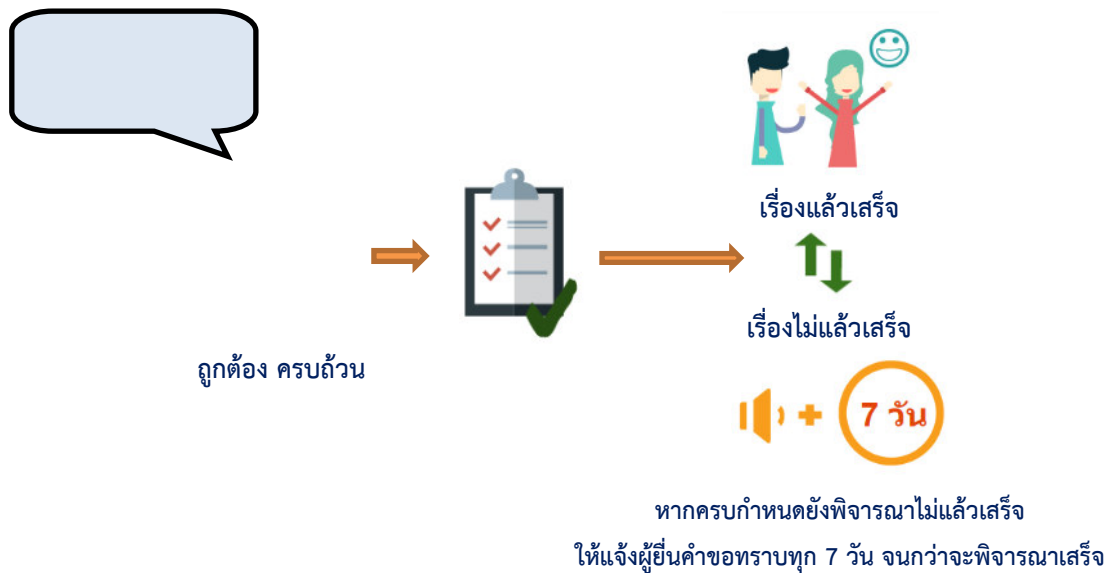 เรื่องแล้วเสร็จ
เรื่องไม่แล้วเสร็จ
ถูกต้อง ครบถ้วน
7 วัน
หากครบกำหนดยังพิจารณาไม่แล้วเสร็จ
ให้แจ้งผู้ยื่นคำขอทราบทุก 7 วัน จนกว่าจะพิจารณาเสร็จ